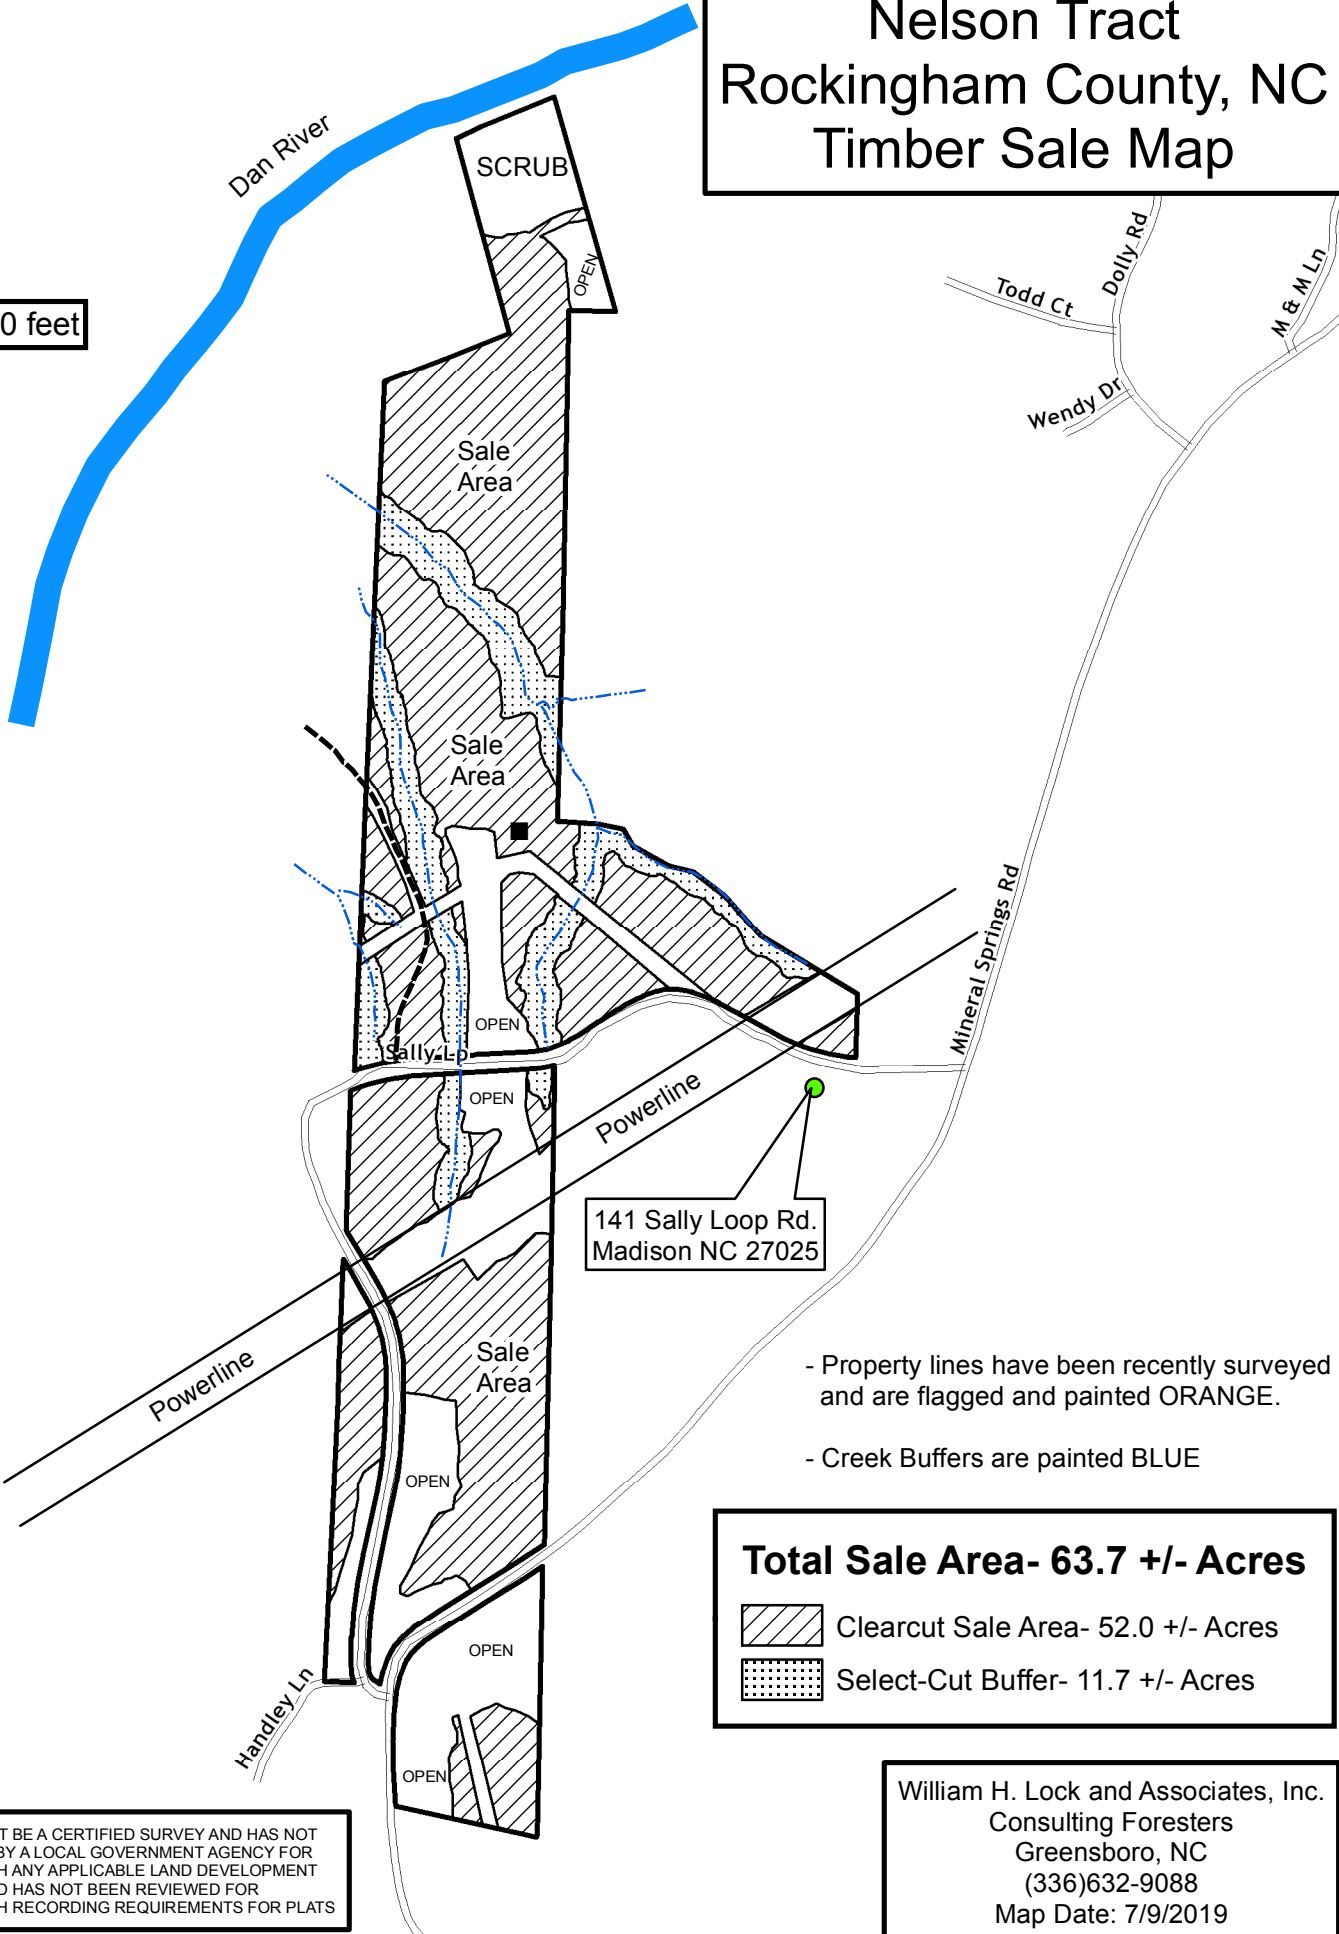 Nelson Tract
Rockingham County, NC
Timber Sale Map
Dan River
SCRUB
OPEN
0 feet
Todd Ct
Dolly Rd
M & M Ln
Wendy Dr
Sale
Area
Sale
Area
Mineral Springs Rd
OPEN
Sally Lp
OPEN
Powerline
141 Sally Loop Rd.
Madison NC 27025
Sale
Area
Powerline
OPEN
- Property lines have been recently surveyed
and are flagged and painted ORANGE.
- Creek Buffers are painted BLUE
Total Sale Area- 63.7 +/- Acres
Clearcut Sale Area- 52.0 +/- Acres
Select-Cut Buffer- 11.7 +/- Acres
OPEN
Handley Ln
OPEN
T BE A CERTIFIED SURVEY AND HAS NOT
BY A LOCAL GOVERNMENT AGENCY FOR
H ANY APPLICABLE LAND DEVELOPMENT
D HAS NOT BEEN REVIEWED FOR
H RECORDING REQUIREMENTS FOR PLATS
William H. Lock and Associates, Inc.
Consulting Foresters
Greensboro, NC
(336)632-9088
Map Date: 7/9/2019